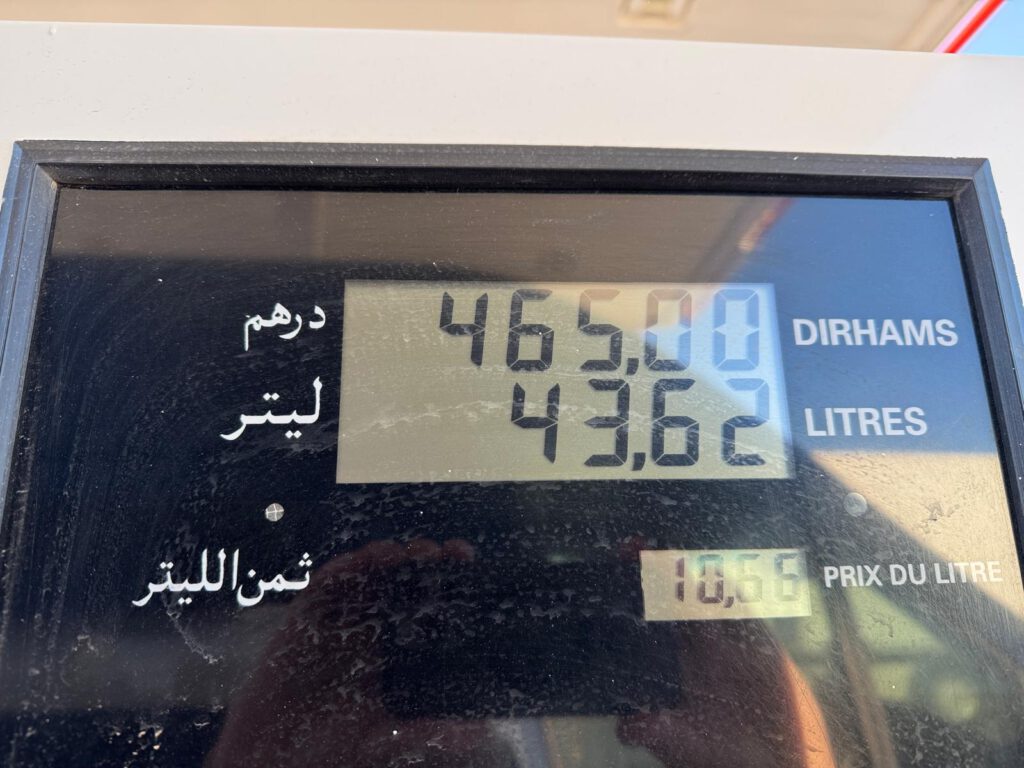 درهم 465,00 DIRHAMS
ليتر 43,62 LITRES
ثمن الليتر 10,66 PRIX DU LITRE